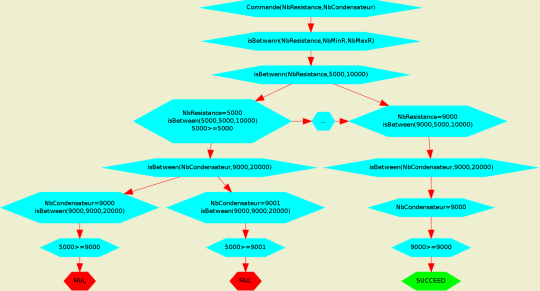 Commande(NbResistance,NbCondensateur)
isBetwenn(NbResistance,NbMinR,NbMaxR)
isBetwenn(NbResistance,5000,10000)
NbResistance=5000
isBetween(5000,5000,10000)
5000>=5000
...
NbResistance=9000
isBetween(9000,5000,10000)
isBetween(NbCondensateur,9000,20000)
isBetween(NbCondensateur,9000,20000)
NbCondensateur=9000
isBetween(9000,9000,20000)
NbCondensateur=9001
isBetween(9000,9000,20000)
NbCondensateur=9000
5000>=9000
5000>=9001
9000>=9000
FAIL
FAIL
SUCCEED